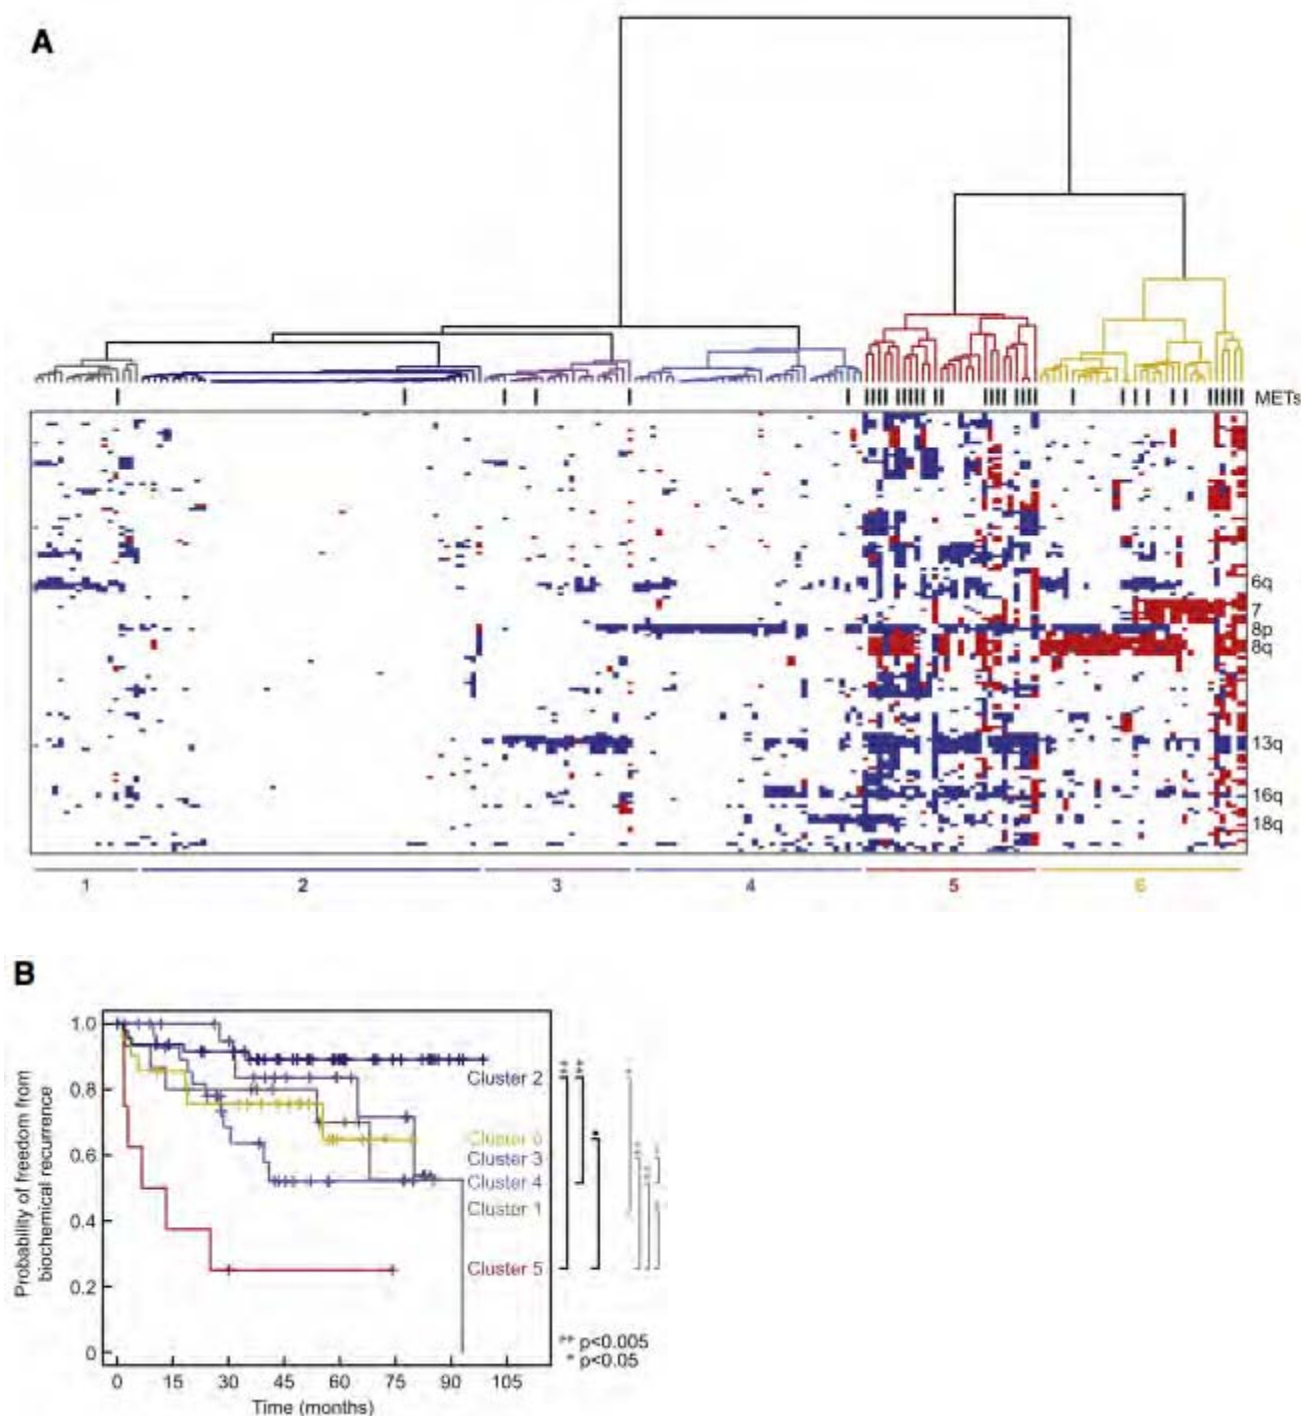 A
METs
6q
7
8p
8q
13q
16q
18q
1 2 3 4 5 6
B
Probability of freedom from
biochemical recurrence
1.0
0.8
0.6
0.4
0.2
0
Cluster 2
Cluster 6
Cluster 3
Cluster 4
Cluster 1
Cluster 5
** p<0.005
* p<0.05
0 15 30 45 60 75 90 105
Time (months)